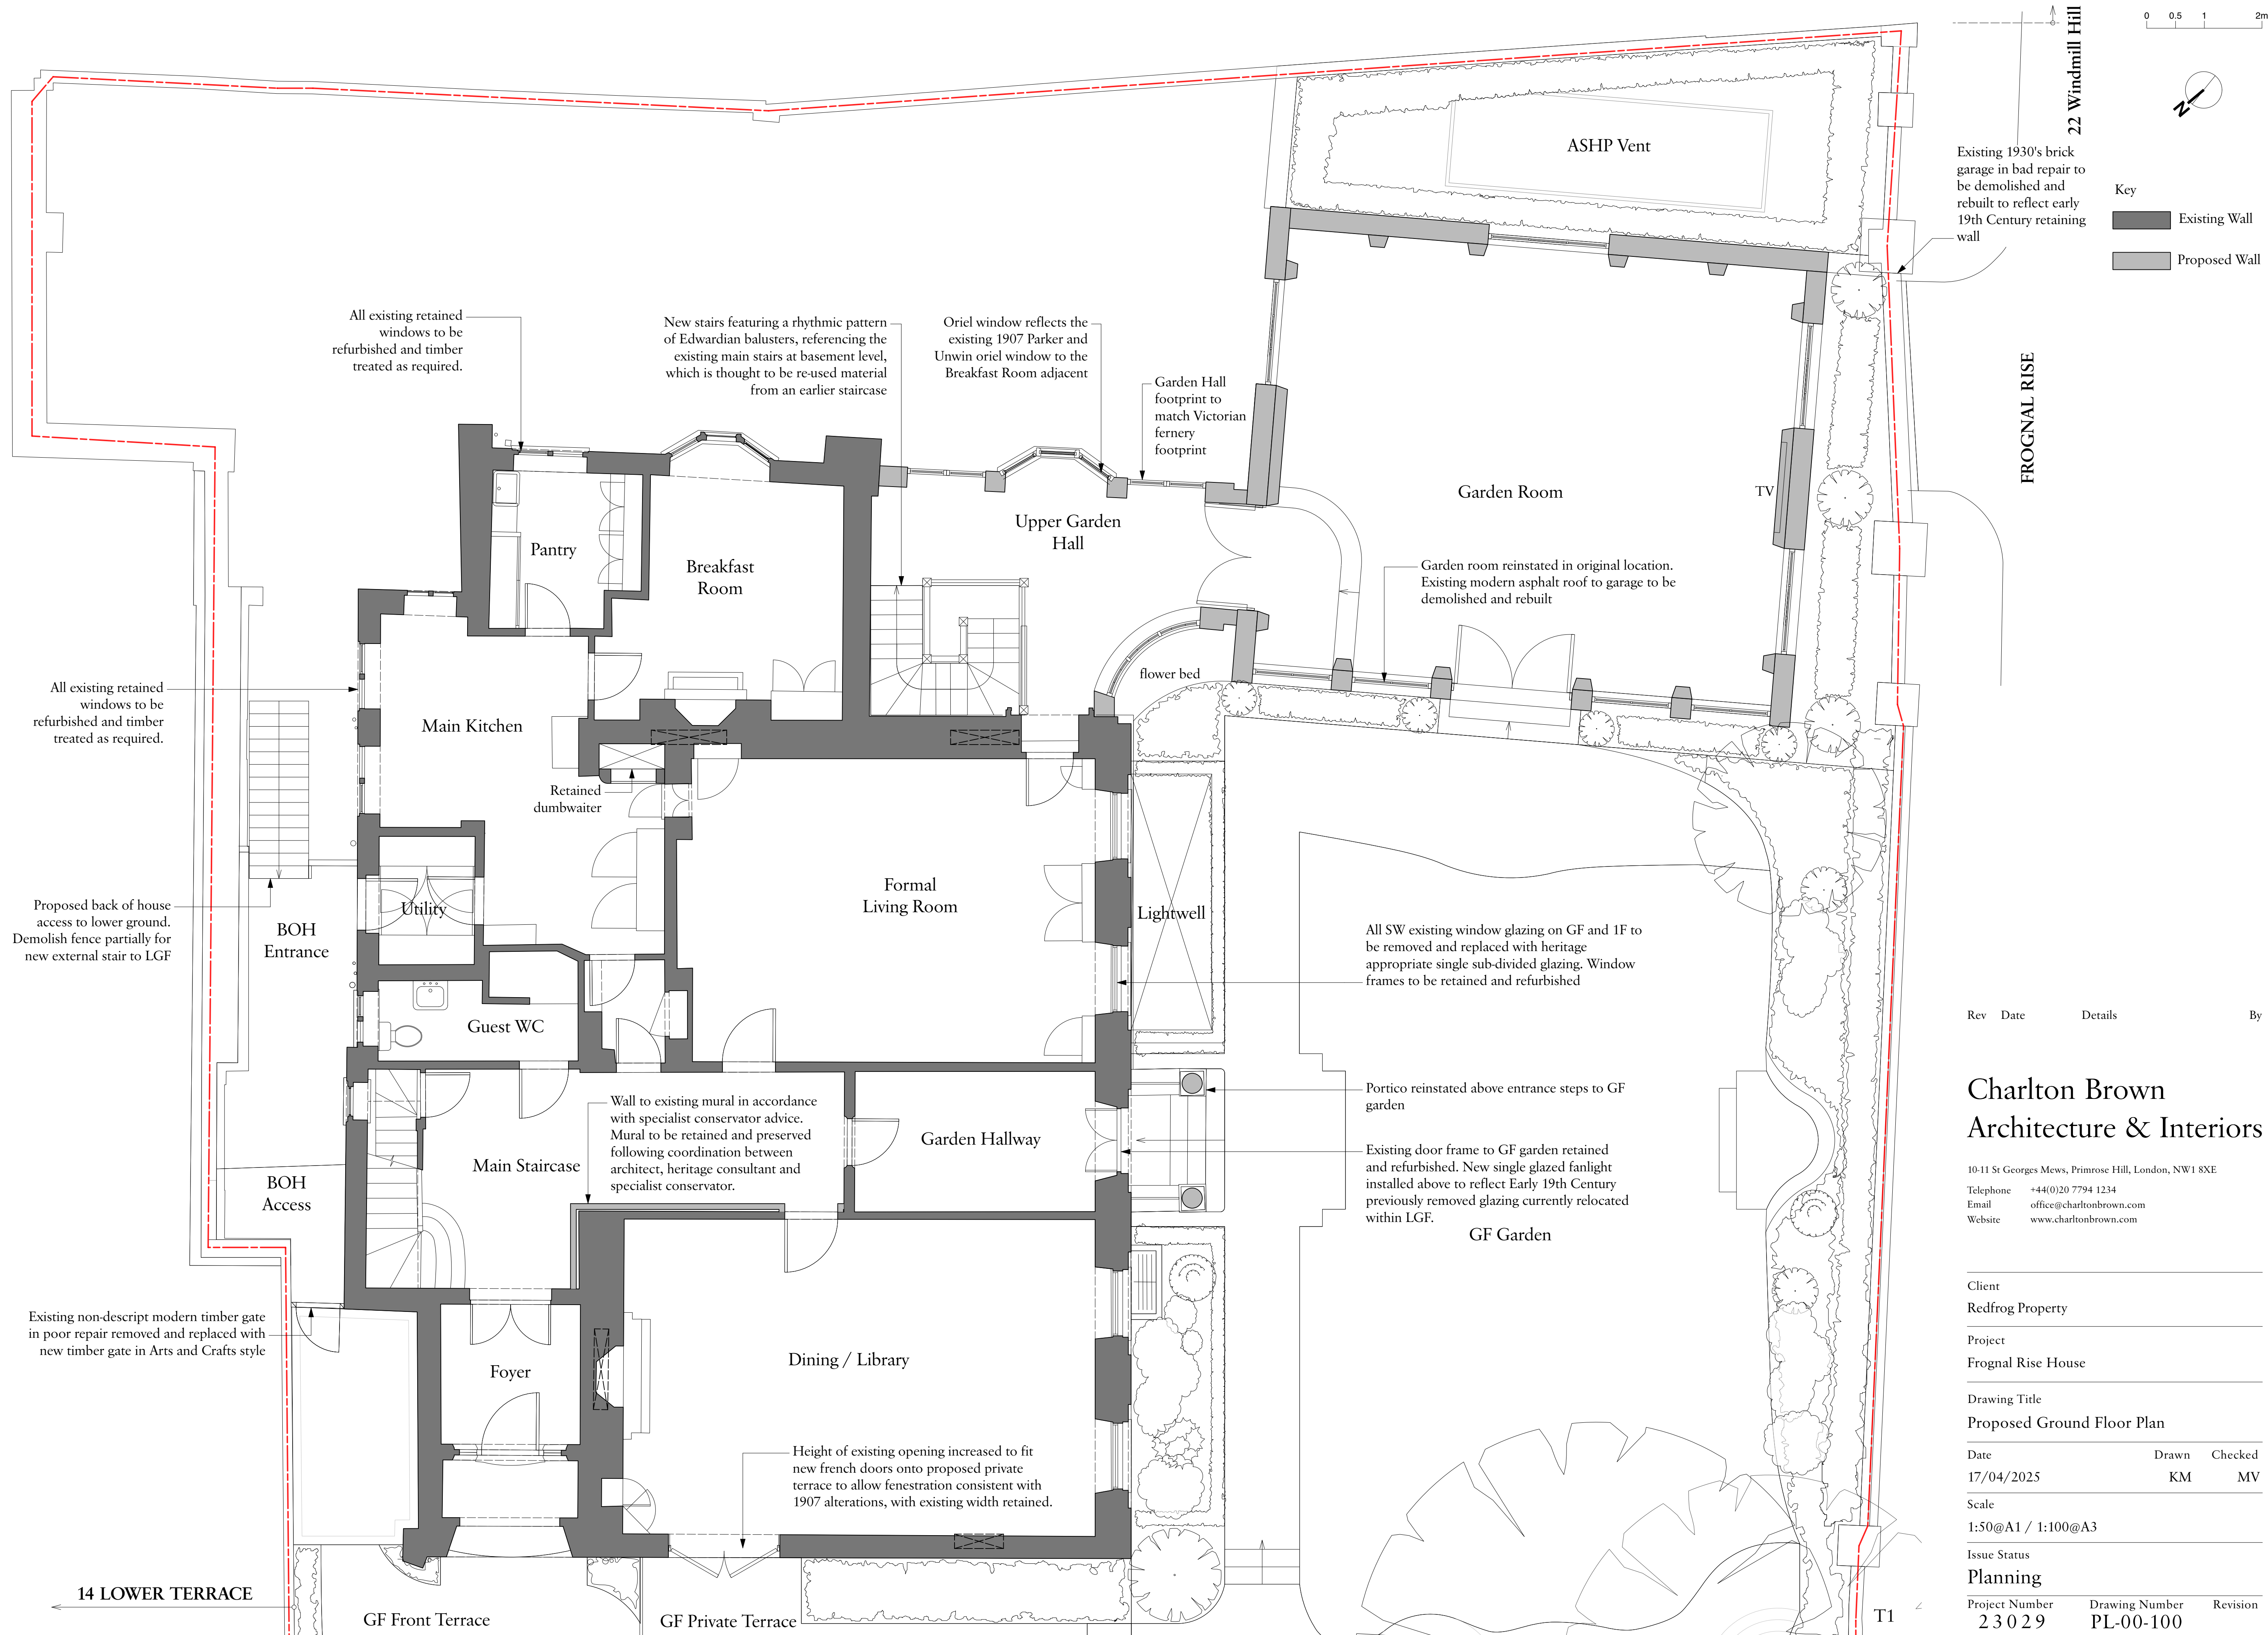 0 0.5 1 2m
22 Windmill Hill
N
Existing 1930's brick
garage in bad repair to
be demolished and
rebuilt to reflect early
19th Century retaining
wall
Key
Existing Wall
Proposed Wall
FROGNAL RISE
ASHP Vent
All existing retained
windows to be
refurbished and timber
treated as required.
New stairs featuring a rhythmic pattern
of Edwardian balusters, referencing the
existing main stairs at basement level,
which is thought to be re-used material
from an earlier staircase
Oriel window reflects the
existing 1907 Parker and
Unwin oriel window to the
Breakfast Room adjacent
Garden Hall
footprint to
match Victorian
fernery
footprint
Garden Room
TV
Upper Garden
Hall
Pantry
Breakfast
Room
Garden room reinstated in original location.
Existing modern asphalt roof to garage to be
demolished and rebuilt
flower bed
All existing retained
windows to be
refurbished and timber
treated as required.
Main Kitchen
Retained
dumbwaiter
Formal
Living Room
Lightwell
Utility
Proposed back of house
access to lower ground.
Demolish fence partially for
new external stair to LGF
BOH
Entrance
All SW existing window glazing on GF and 1F to
be removed and replaced with heritage
appropriate single sub-divided glazing. Window
frames to be retained and refurbished
Guest WC
Portico reinstated above entrance steps to GF
garden
Wall to existing mural in accordance
with specialist conservator advice.
Mural to be retained and preserved
following coordination between
architect, heritage consultant and
specialist conservator.
Garden Hallway
Main Staircase
Existing door frame to GF garden retained
and refurbished. New single glazed fanlight
installed above to reflect Early 19th Century
previously removed glazing currently relocated
within LGF.
GF Garden
BOH
Access
Existing non-descript modern timber gate
in poor repair removed and replaced with
new timber gate in Arts and Crafts style
Foyer
Dining / Library
Height of existing opening increased to fit
new french doors onto proposed private
terrace to allow fenestration consistent with
1907 alterations, with existing width retained.
14 LOWER TERRACE
GF Front Terrace
GF Private Terrace
T1
Rev Date Details By
Charlton Brown
Architecture & Interiors
10-11 St Georges Mews, Primrose Hill, London, NW1 8XE
Telephone +44(0)20 7794 1234
Email office@charltonbrown.com
Website www.charltonbrown.com
Client
Redfrog Property
Project
Frognal Rise House
Drawing Title
Proposed Ground Floor Plan
Date Drawn Checked
17/04/2025 KM MV
Scale
1:50@A1 / 1:100@A3
Issue Status
Planning
Project Number Drawing Number Revision
23029 PL-00-100